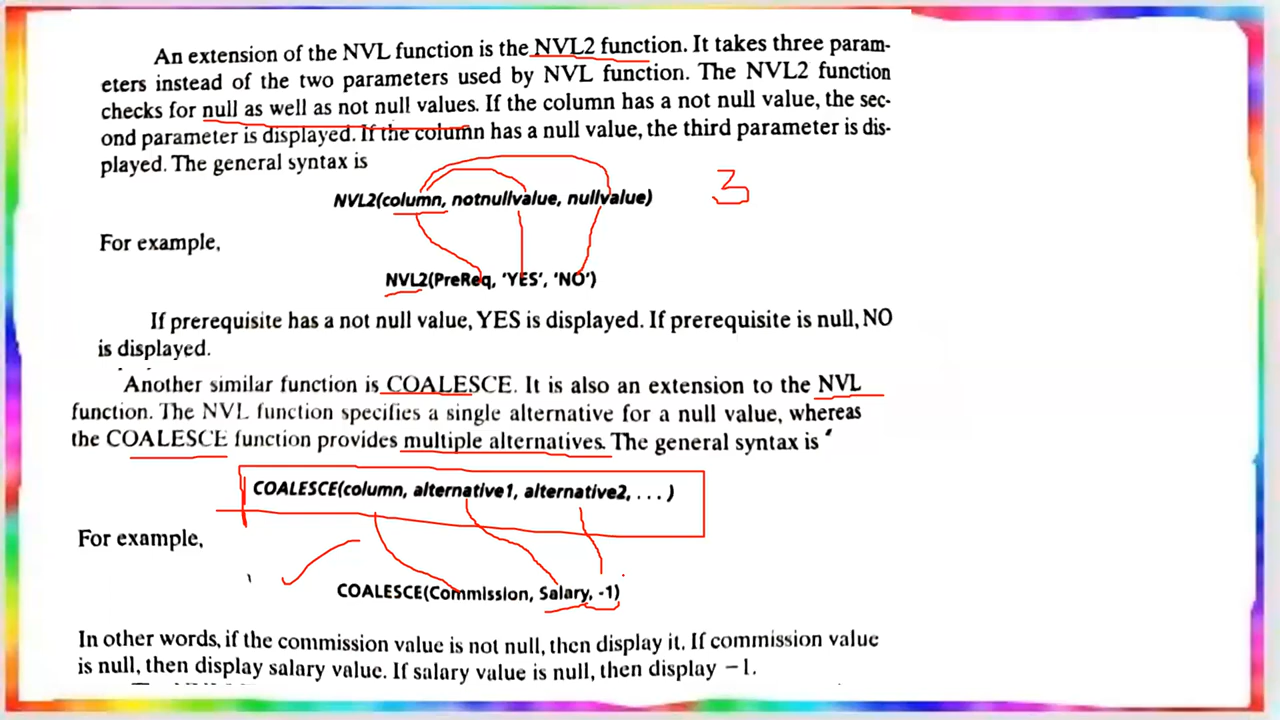 An extension of the NVL function is the NVL2 function. It takes three param-
eters instead of the two parameters used by NVL function. The NVL2 function
checks for null as well as not null values. If the column has a not null value, the sec-
ond parameter is displayed. If the column has a null value, the third parameter is dis-
played. The general syntax is
NVL2(column, notnullvalue, nullvalue)
3
For example,
NVL2(PreReq, 'YES', 'NO')
If prerequisite has a not null value, YES is displayed. If prerequisite is null, NO
is displayed.
Another similar function is COALESCE. It is also an extension to the NVL
function. The NVL function specifies a single alternative for a null value, whereas
the COALESCE function provides multiple alternatives. The general syntax is
COALESCE(column, alternative1, alternative2, . . . )
For example,
COALESCE(Commission, Salary, -1)
In other words, if the commission value is not null, then display it. If commission value
is null, then display salary value. If salary value is null, then display −1.